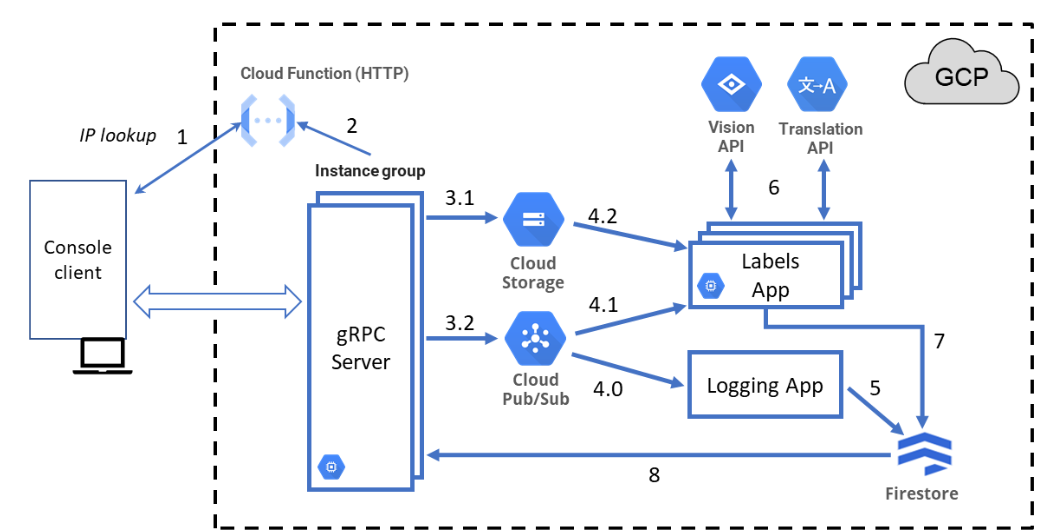 Cloud Function (HTTP)
GCP
IP lookup
1
2
Instance group
Vision
API
Translation
API
文→A
6
3.1
4.2
Console
client
Cloud
Storage
Labels
App
3.2
4.1
gRPC
Server
7
Cloud
Pub/Sub
4.0
Logging App
5
8
Firestore